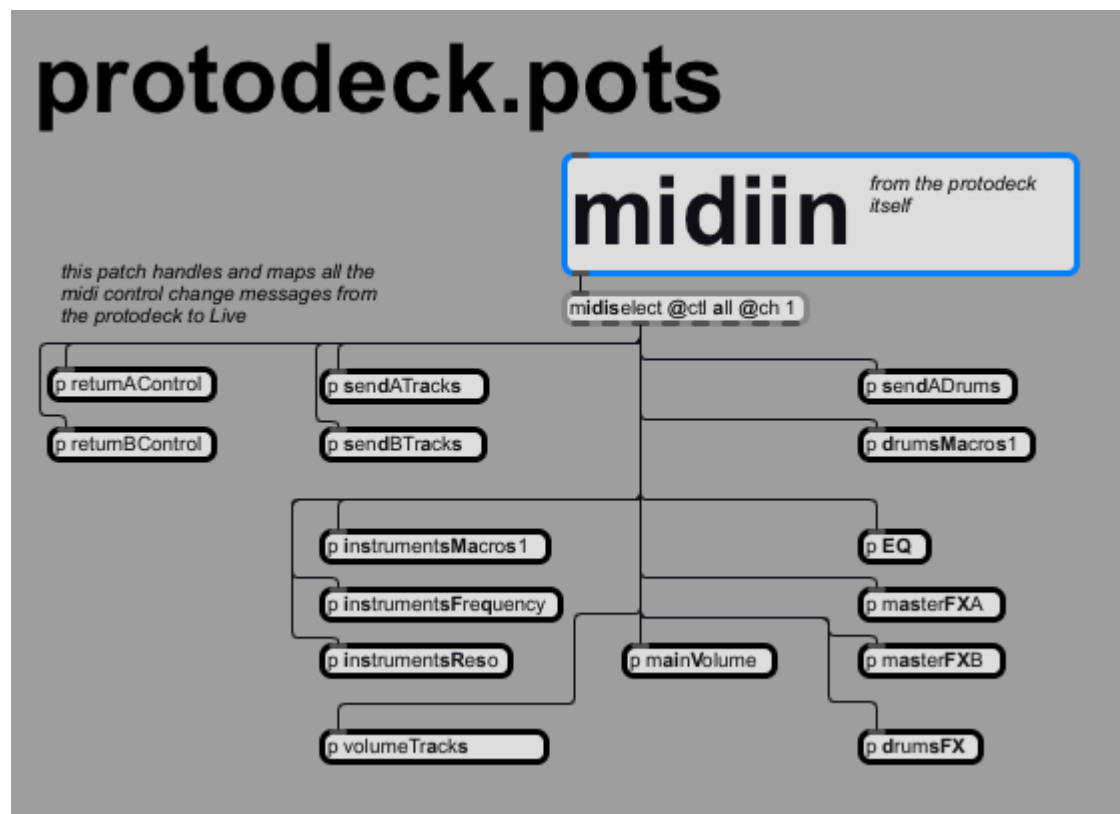 protodeck.pots
midiin
from the protodeck
itself
this patch handles and maps all the
midi control change messages from
the protodeck to Live
midiselect @ctl all @ch 1
p returnAControl
p sendATracks
p sendADrums
p returnBControl
p sendBTracks
p drumsMacros1
p instrumentsMacros1
p EQ
p instrumentsFrequency
p masterFXA
p instrumentsReso
p mainVolume
p masterFXB
p volumeTracks
p drumsFX